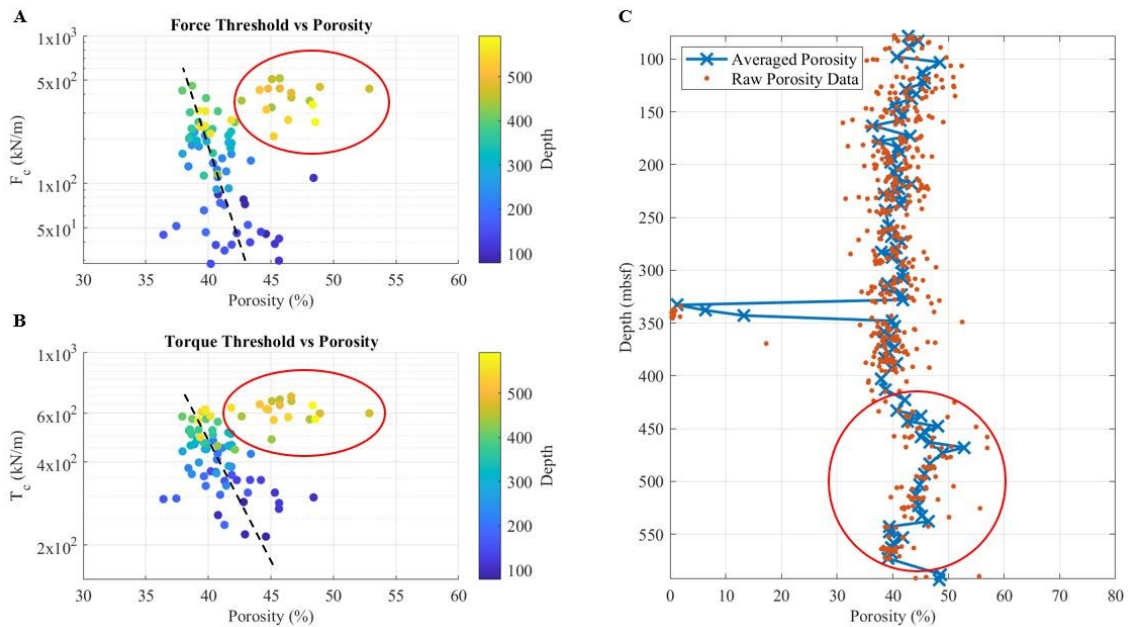 A
Force Threshold vs Porosity
1x10³
5x10²
1x10²
5x10¹
F_c (kN/m)
30 35 40 45 50 55 60
Porosity (%)
500
400
300
200
100
Depth
B
Torque Threshold vs Porosity
1x10³
6x10²
4x10²
2x10²
T_c (kN/m)
30 35 40 45 50 55 60
Porosity (%)
500
400
300
200
100
Depth
C
Averaged Porosity
Raw Porosity Data
100
150
200
250
300
350
400
450
500
550
Depth (mbsf)
0 10 20 30 40 50 60 70 80
Porosity (%)